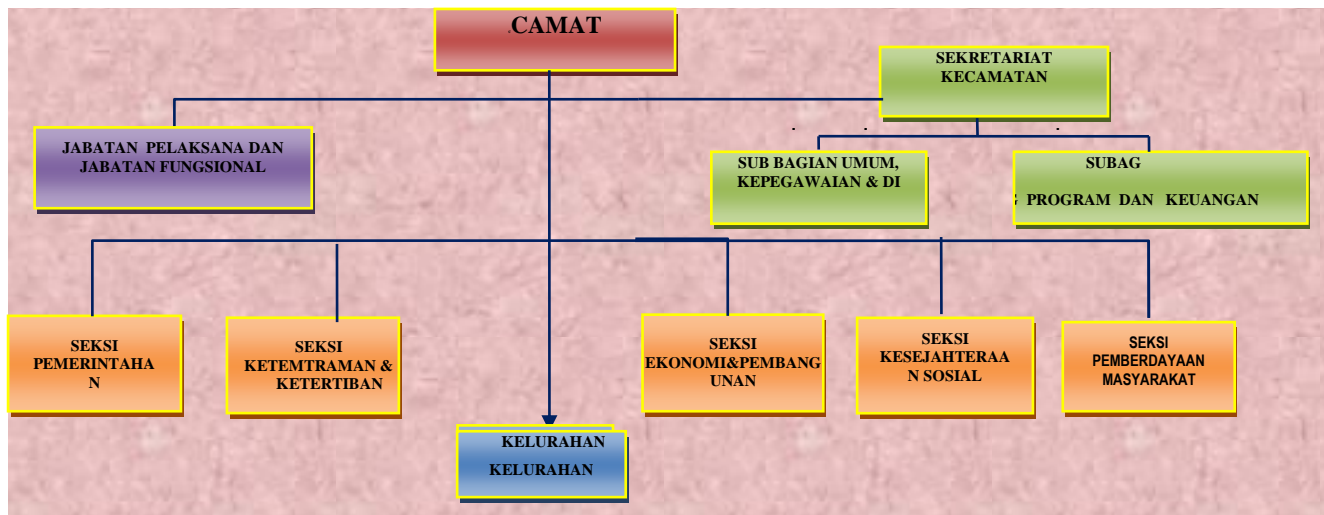 .CAMAT
SEKRETARIAT
KECAMATAN
JABATAN PELAKSANA DAN
JABATAN FUNGSIONAL
SUB BAGIAN UMUM,
KEPEGAWAIAN & DI
SUBAG
PROGRAM DAN KEUANGAN
SEKSI
PEMERINTAHA
N
SEKSI
KETEMTRAMAN &
KETERTIBAN
SEKSI
EKONOMI&PEMBANG
UNAN
SEKSI
KESEJAHTERAA
N SOSIAL
SEKSI
PEMBERDAYAAN
MASYARAKAT
KELURAHAN
KELURAHAN